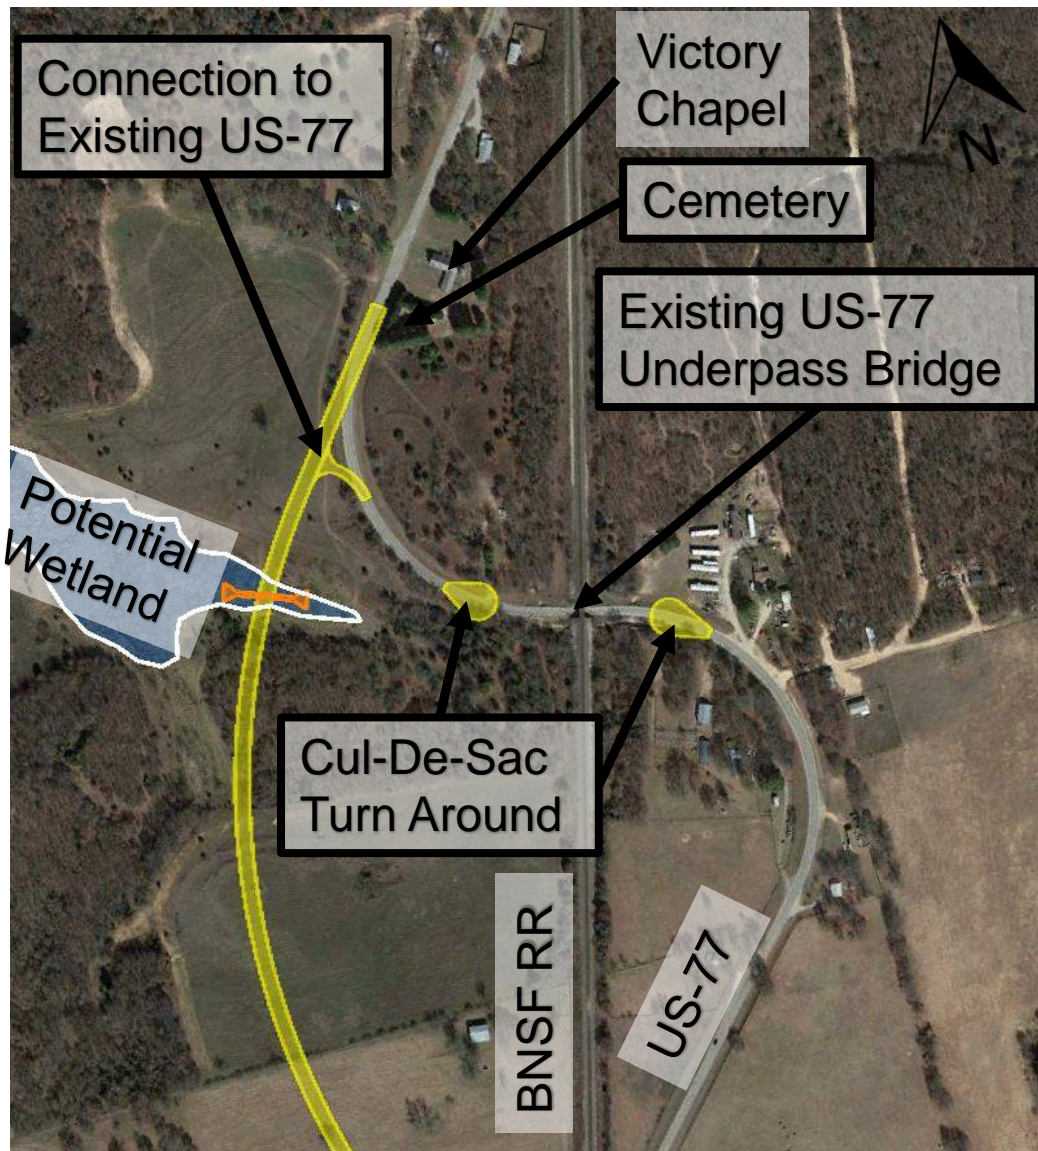 Connection to
Existing US-77
Victory
Chapel
N
Cemetery
Existing US-77
Underpass Bridge
Potential
Wetland
Cul-De-Sac
Turn Around
BNSF RR
US-77